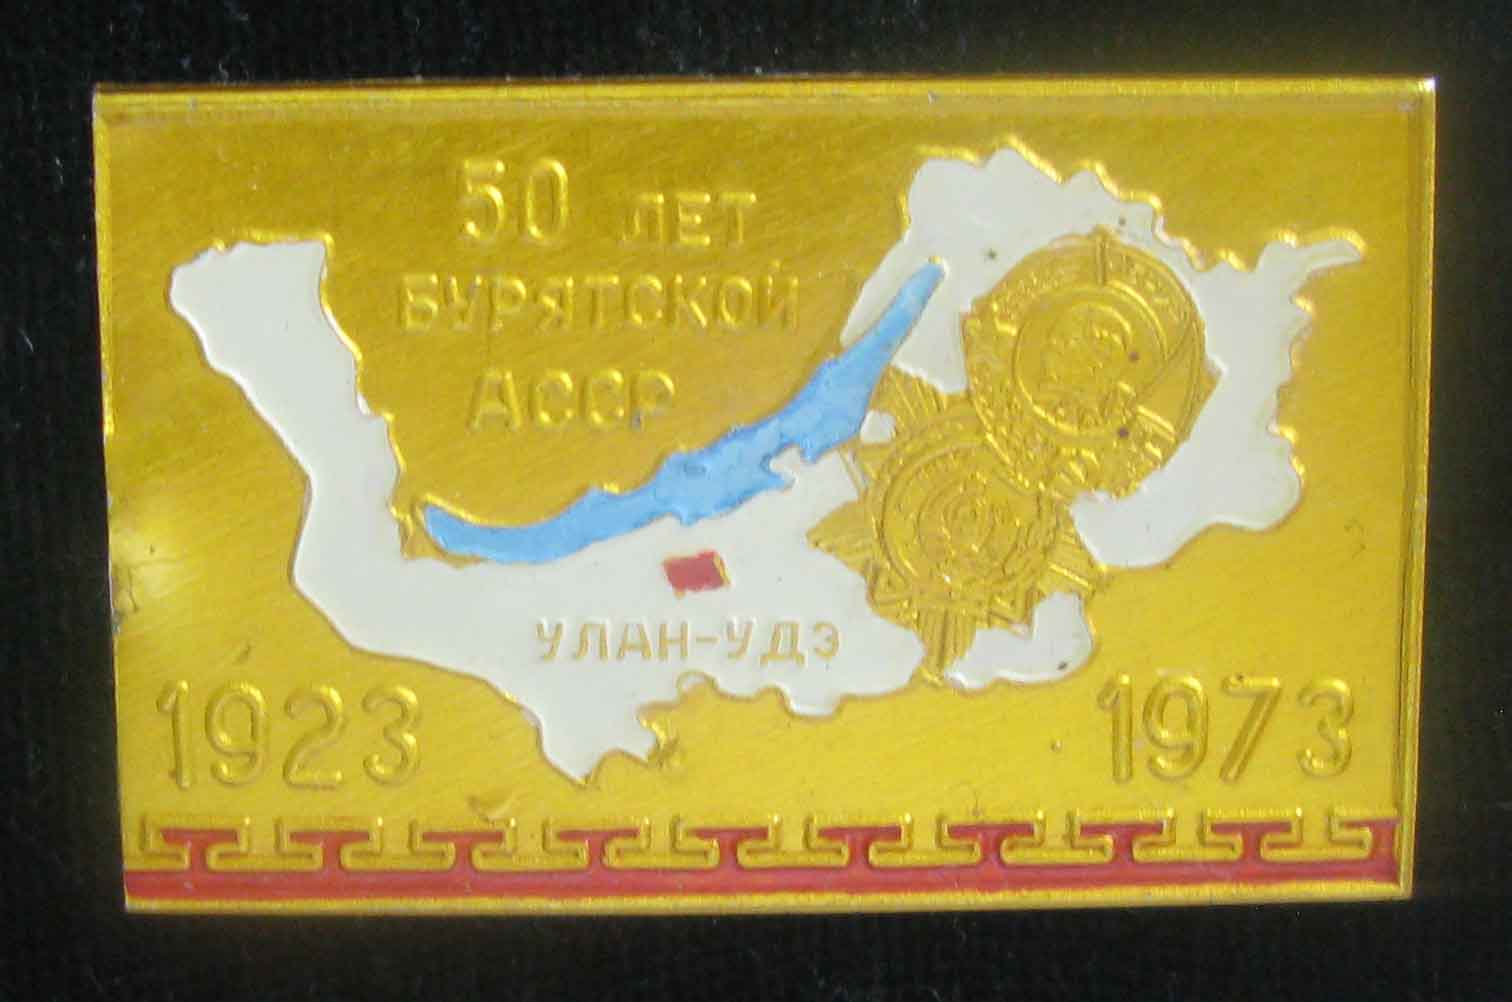 50 ЛЕТ
БУРЯТСКОЙ
АССР
УЛАН-УДЭ
1923
1973